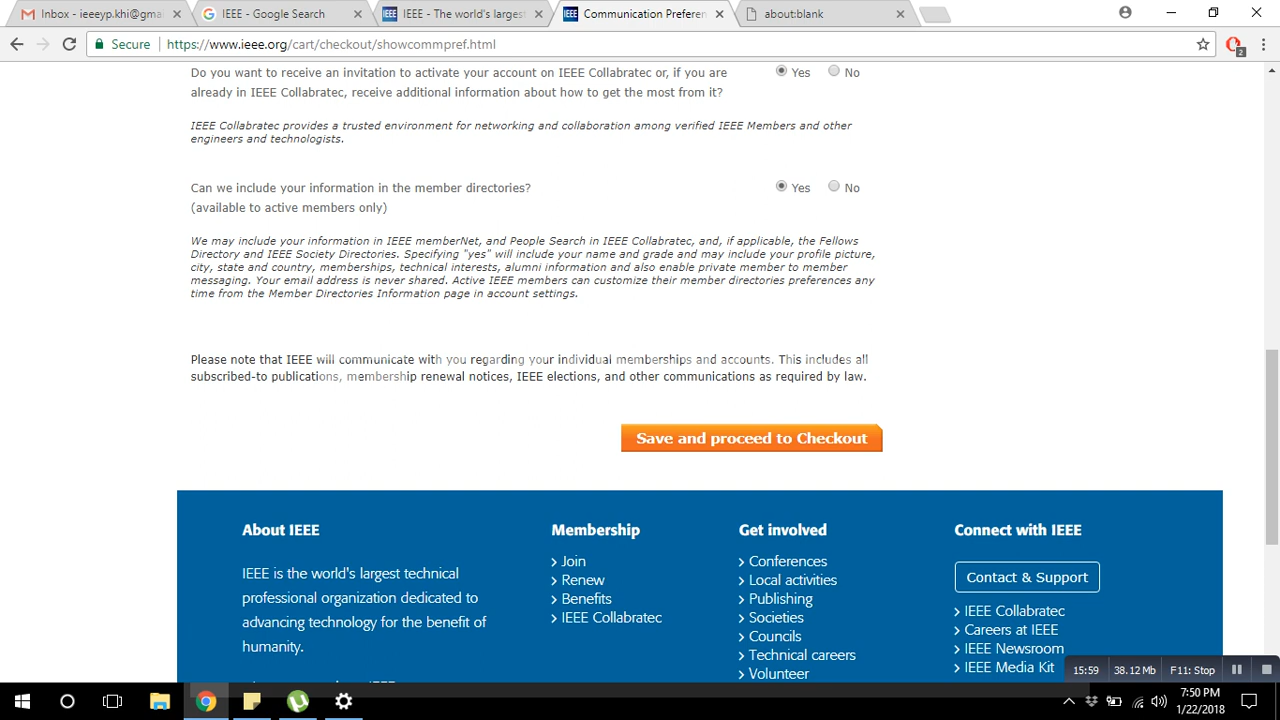 Inbox - ieeeyp.khi@gmai
IEEE - Google Search
IEEE - The world's largest
Communication Preferen
about:blank
Secure
https://www.ieee.org/cart/checkout/showcommpref.html
2
Do you want to receive an invitation to activate your account on IEEE Collabratec or, if you are
already in IEEE Collabratec, receive additional information about how to get the most from it?
Yes No
IEEE Collabratec provides a trusted environment for networking and collaboration among verified IEEE Members and other
engineers and technologists.
Can we include your information in the member directories?
Yes No
(available to active members only)
We may include your information in IEEE memberNet, and People Search in IEEE Collabratec, and, if applicable, the Fellows
Directory and IEEE Society Directories. Specifying "yes" will include your name and grade and may include your profile picture,
city, state and country, memberships, technical interests, alumni information and also enable private member to member
messaging. Your email address is never shared. Active IEEE members can customize their member directories preferences any
time from the Member Directories Information page in account settings.
Please note that IEEE will communicate with you regarding your individual memberships and accounts. This includes all
subscribed-to publications, membership renewal notices, IEEE elections, and other communications as required by law.
Save and proceed to Checkout
About IEEE
IEEE is the world's largest technical
professional organization dedicated to
advancing technology for the benefit of
humanity.
Membership
Join
Renew
Benefits
IEEE Collabratec
Get involved
Conferences
Local activities
Publishing
Societies
Councils
Technical careers
Volunteer
Connect with IEEE
Contact & Support
IEEE Collabratec
Careers at IEEE
IEEE Newsroom
IEEE Media Kit
15:59
38.12 Mb
F11: Stop
7:50 PM
1/22/2018